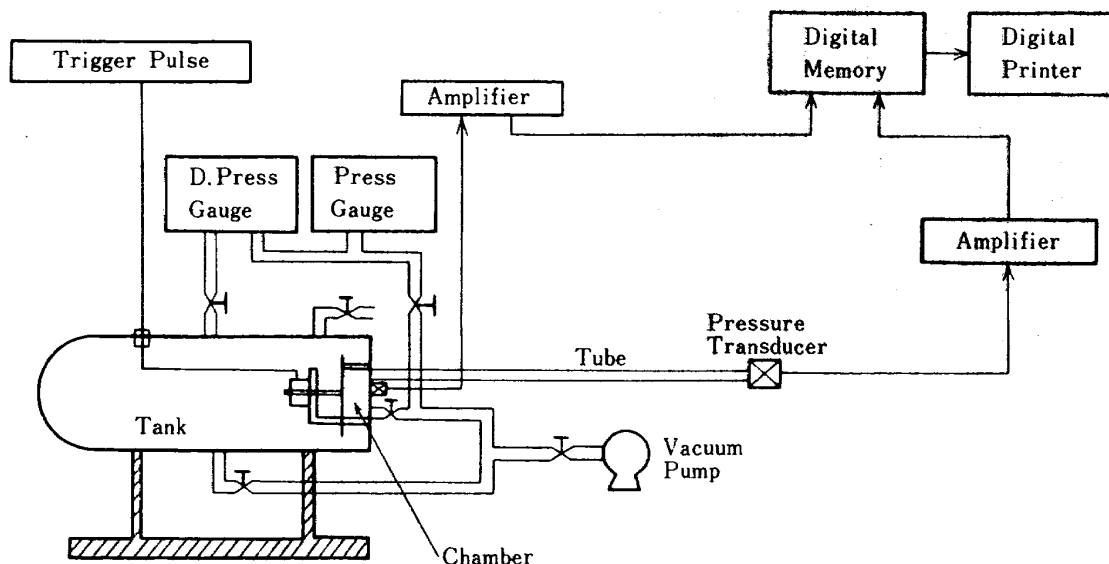 Trigger Pulse
Digital
Memory
Digital
Printer
Amplifier
D.Press
Gauge
Press
Gauge
Amplifier
Pressure
Transducer
Tube
Tank
Vacuum
Pump
Chamber